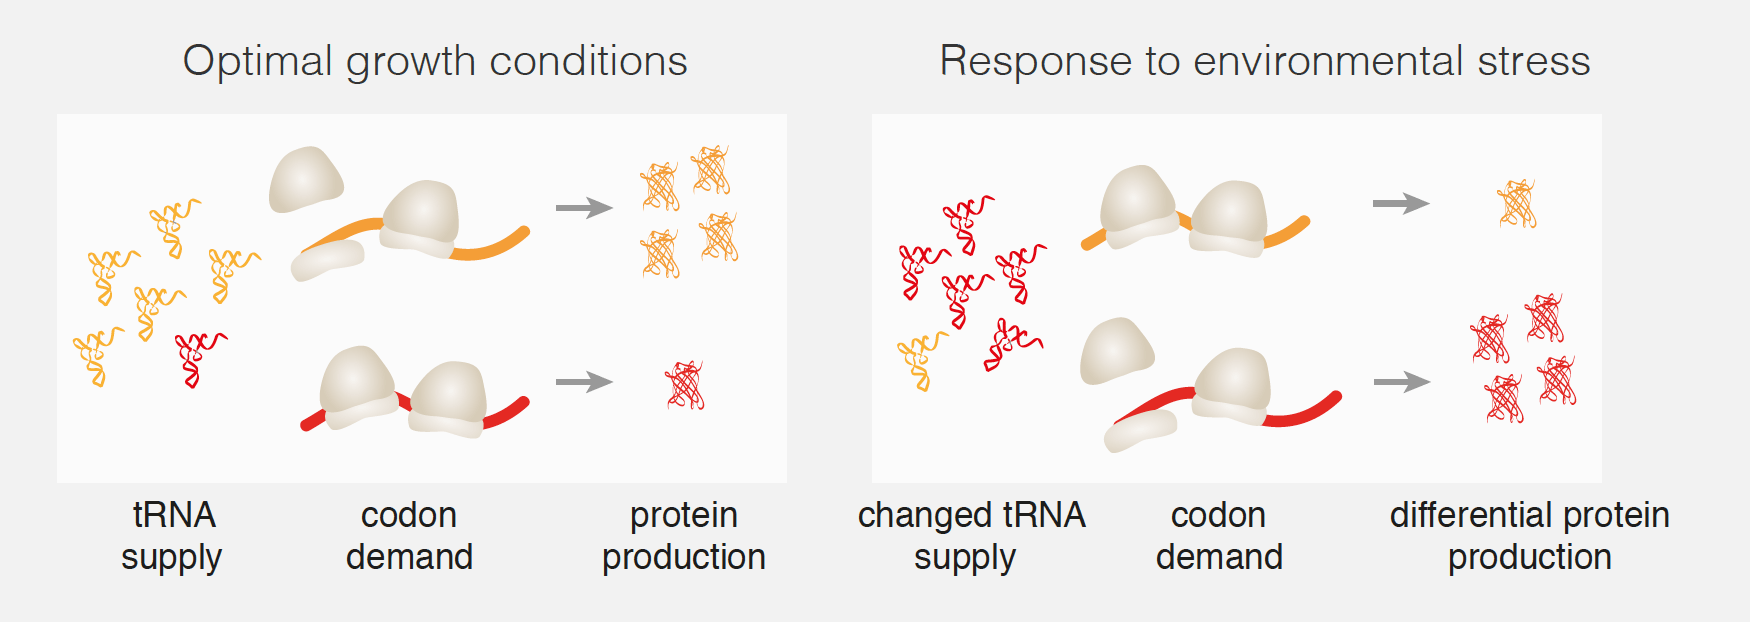 Optimal growth conditions
Response to environmental stress
tRNA
supply
codon
demand
protein
production
changed tRNA
supply
codon
demand
differential protein
production